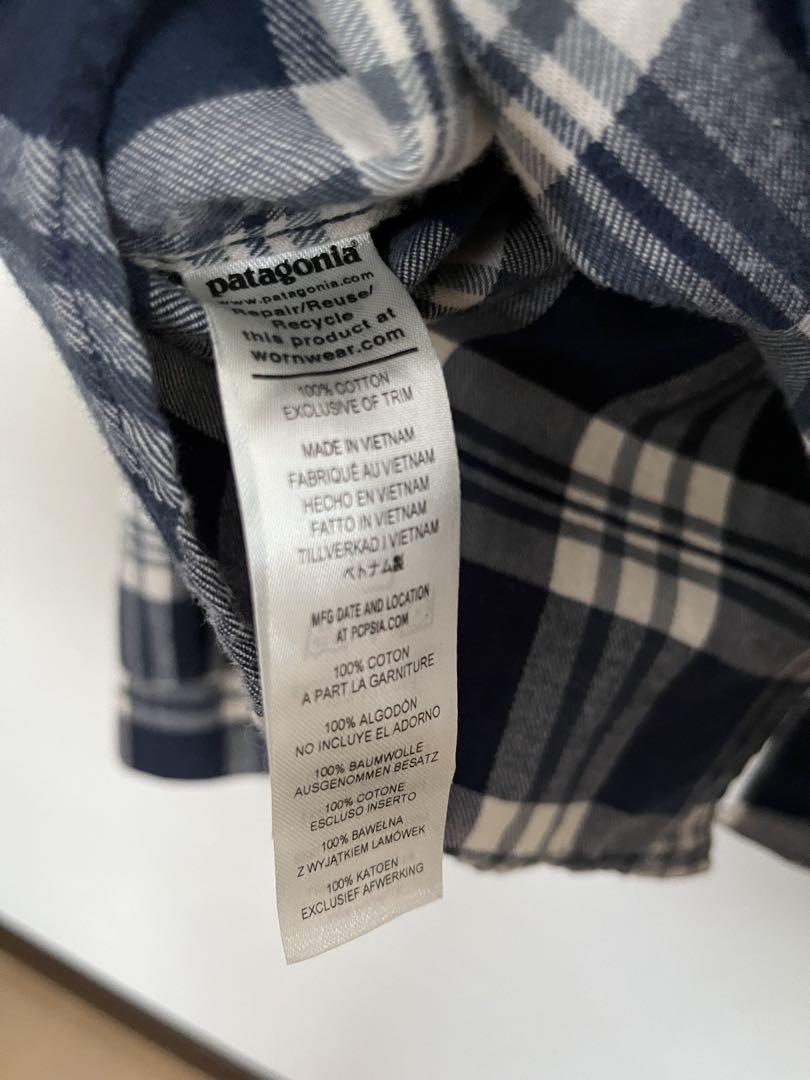 patagonia®
www.patagonia.com
Repair/Reuse/
Recycle
this product at
wornwear.com
100% COTTON
EXCLUSIVE OF TRIM
MADE IN VIETNAM
FABRIQUÉ AU VIETNAM
HECHO EN VIETNAM
FATTO IN VIETNAM
TILLVERKAD I VIETNAM
ベトナム製
MFG DATE AND LOCATION
AT PCPSIA.COM
100% COTON
A PART LA GARNITURE
100% ALGODÓN
NO INCLUYE EL ADORNO
100% BAUMWOLLE
AUSGENOMMEN BESATZ
100% COTONE
ESCLUSO INSERTO
100% BAWEŁNA
Z WYJĄTKIEM LAMÓWEK
100% KATOEN
EXCLUSIEF AFWERKING